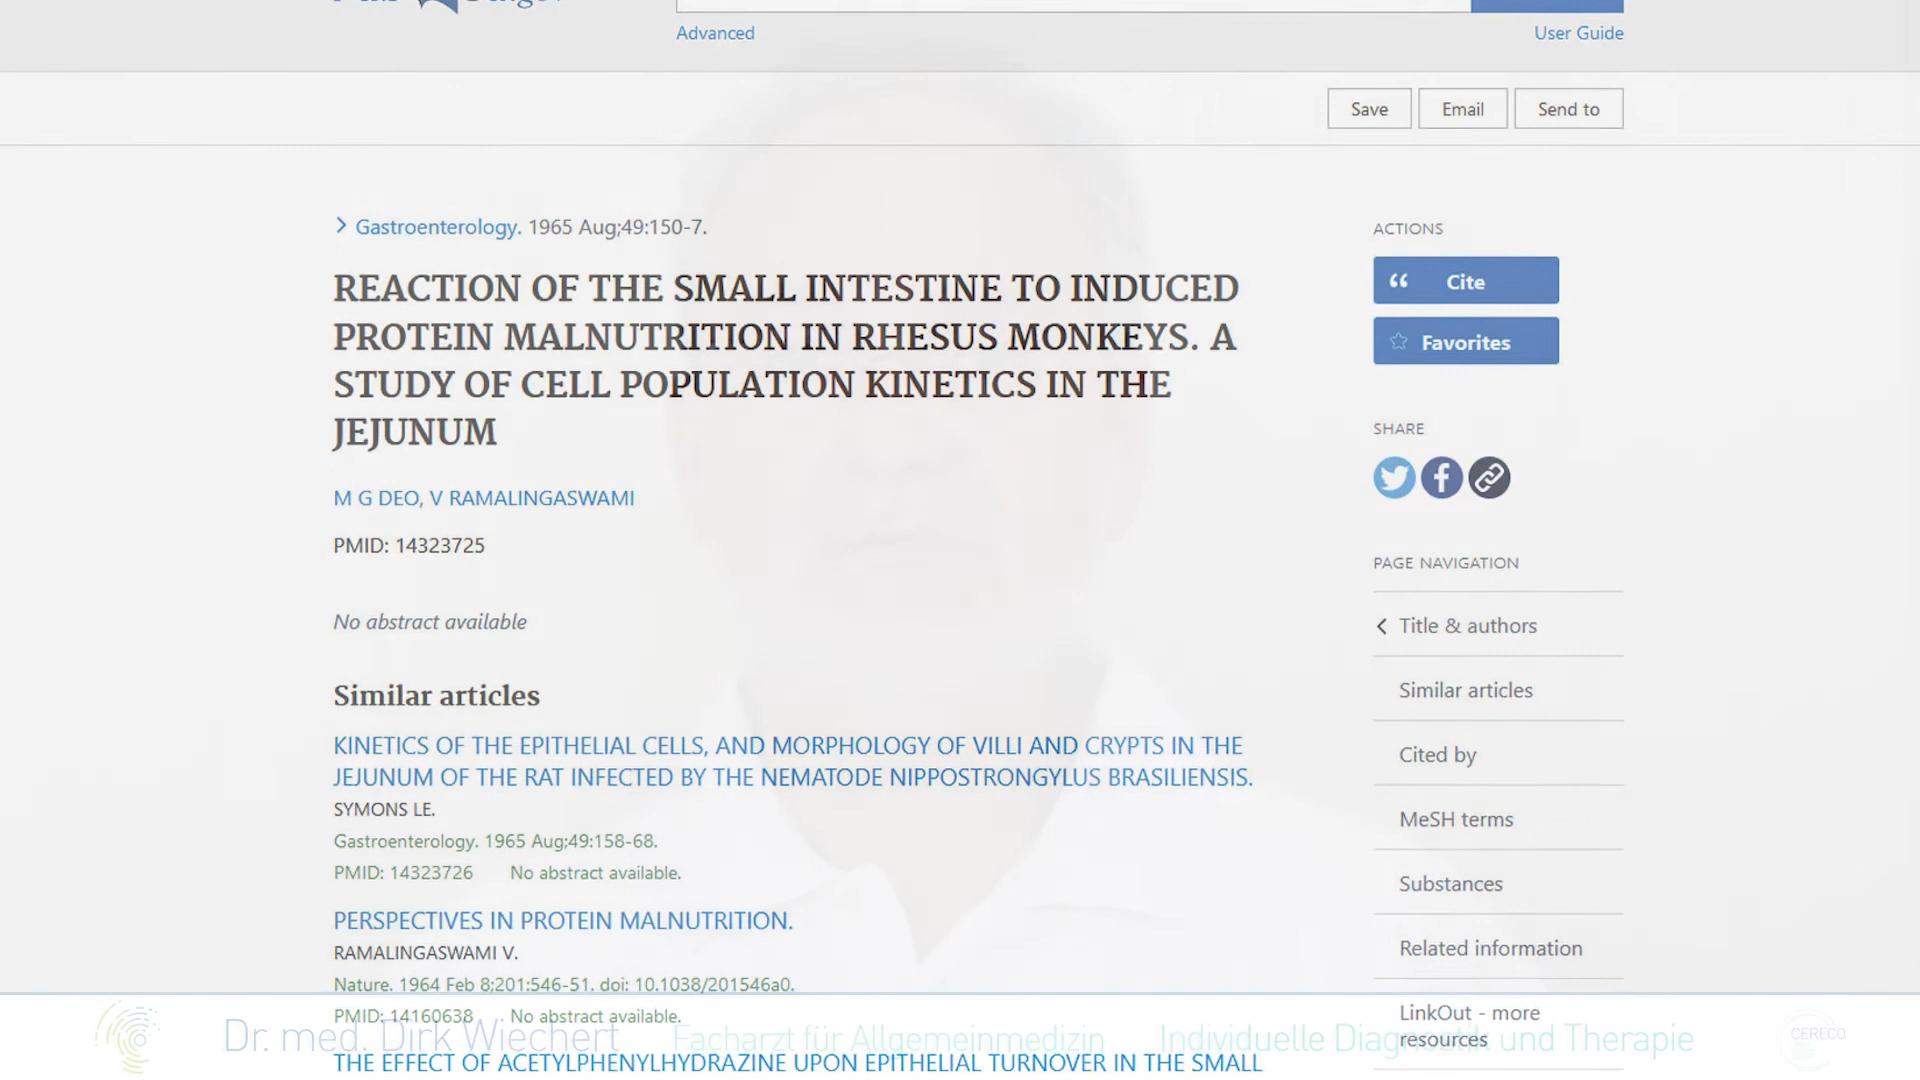 Advanced
User Guide
Save
Email
Send to
Gastroenterology. 1965 Aug;49:150-7.
REACTION OF THE SMALL INTESTINE TO INDUCED
PROTEIN MALNUTRITION IN RHESUS MONKEYS. A
STUDY OF CELL POPULATION KINETICS IN THE
JEJUNUM
M G DEO, V RAMALINGASWAMI
PMID: 14323725
No abstract available
Similar articles
KINETICS OF THE EPITHELIAL CELLS, AND MORPHOLOGY OF VILLI AND CRYPTS IN THE
JEJUNUM OF THE RAT INFECTED BY THE NEMATODE NIPPOSTRONGYLUS BRASILIENSIS.
SYMONS LE.
Gastroenterology. 1965 Aug;49:158-68.
PMID: 14323726 No abstract available.
PERSPECTIVES IN PROTEIN MALNUTRITION.
RAMALINGASWAMI V.
Nature. 1964 Feb 8;201:546-51. doi: 10.1038/201546a0.
PMID: 14160638 No abstract available.
THE EFFECT OF ACETYLPHENYLHYDRAZINE UPON EPITHELIAL TURNOVER IN THE SMALL
ACTIONS
Cite
Favorites
SHARE
PAGE NAVIGATION
Title & authors
Similar articles
Cited by
MeSH terms
Substances
Related information
LinkOut - more
resources
Dr. med. Dirk Wiechert Facharzt für Allgemeinmedizin Individuelle Diagnostik und Therapie
CERECO